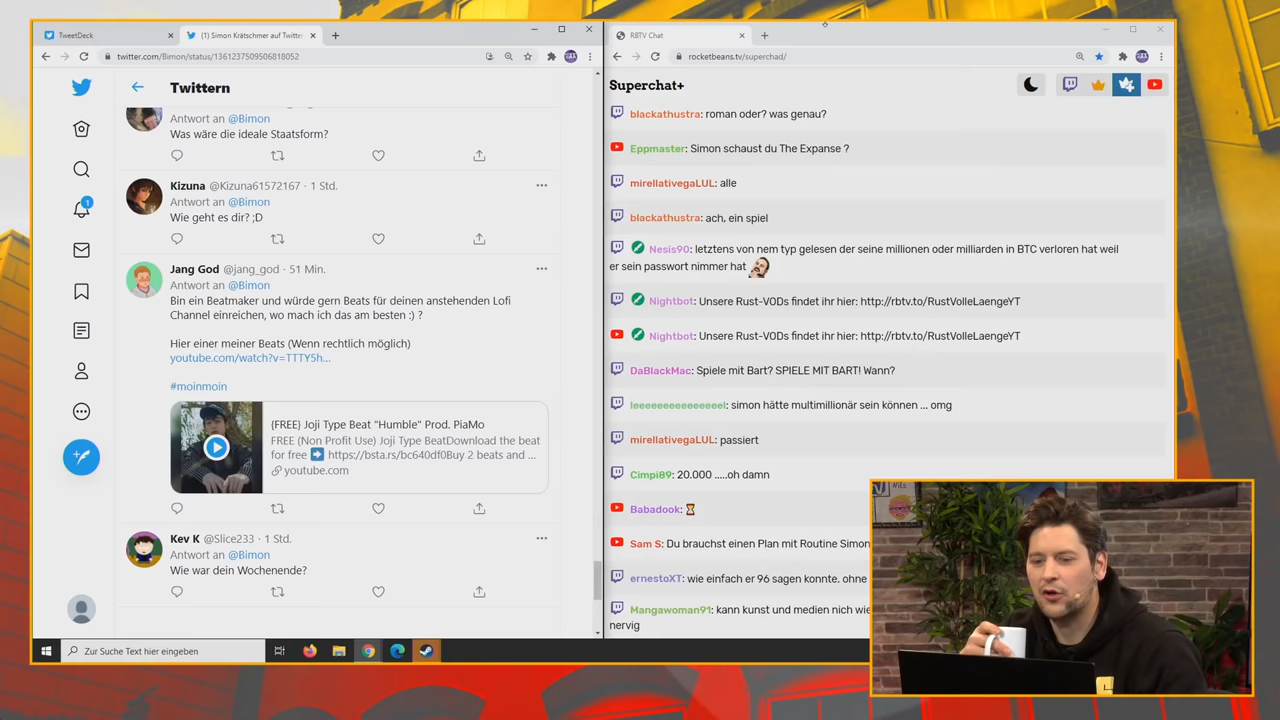 TweetDeck
(1) Simon Krätschmer auf Twitte
twitter.com/Bimon/status/1361237509506818052
Twittern
Antwort an @Bimon
Was wäre die ideale Staatsform?
Kizuna @Kizuna61572167 · 1 Std.
Antwort an @Bimon
Wie geht es dir? ;D
Jang God @jang_god · 51 Min.
Antwort an @Bimon
Bin ein Beatmaker und würde gern Beats für deinen anstehenden Lofi
Channel einreichen, wo mach ich das am besten :) ?
Hier einer meiner Beats (Wenn rechtlich möglich)
youtube.com/watch?v=TTTY5h...
#moinmoin
{FREE} Joji Type Beat "Humble" Prod. PiaMo
FREE (Non Profit Use) Joji Type BeatDownload the beat
for free ➡ https://bsta.rs/bc640df0Buy 2 beats and ...
youtube.com
Kev K @Slice233 · 1 Std.
Antwort an @Bimon
Wie war dein Wochenende?
1
Zur Suche Text hier eingeben
RBTV Chat
rocketbeans.tv/superchad/
Superchat+
blackathustra: roman oder? was genau?
Eppmaster: Simon schaust du The Expanse ?
mirellativegaLUL: alle
blackathustra: ach, ein spiel
Nesis90: letztens von nem typ gelesen der seine millionen oder milliarden in BTC verloren hat weil
er sein passwort nimmer hat
Nightbot: Unsere Rust-VODs findet ihr hier: http://rbtv.to/RustVolleLaengeYT
Nightbot: Unsere Rust-VODs findet ihr hier: http://rbtv.to/RustVolleLaengeYT
DaBlackMac: Spiele mit Bart? SPIELE MIT BART! Wann?
leeeeeeeeeeeeeel: simon hätte multimillionär sein können ... omg
mirellativegaLUL: passiert
Cimpi89: 20.000 .....oh damn
Babadook: ⌛
Sam S: Du brauchst einen Plan mit Routine Simon
ernestoXT: wie einfach er 96 sagen konnte. ohne
Mangawoman91: kann kunst und medien nich wie
nervig